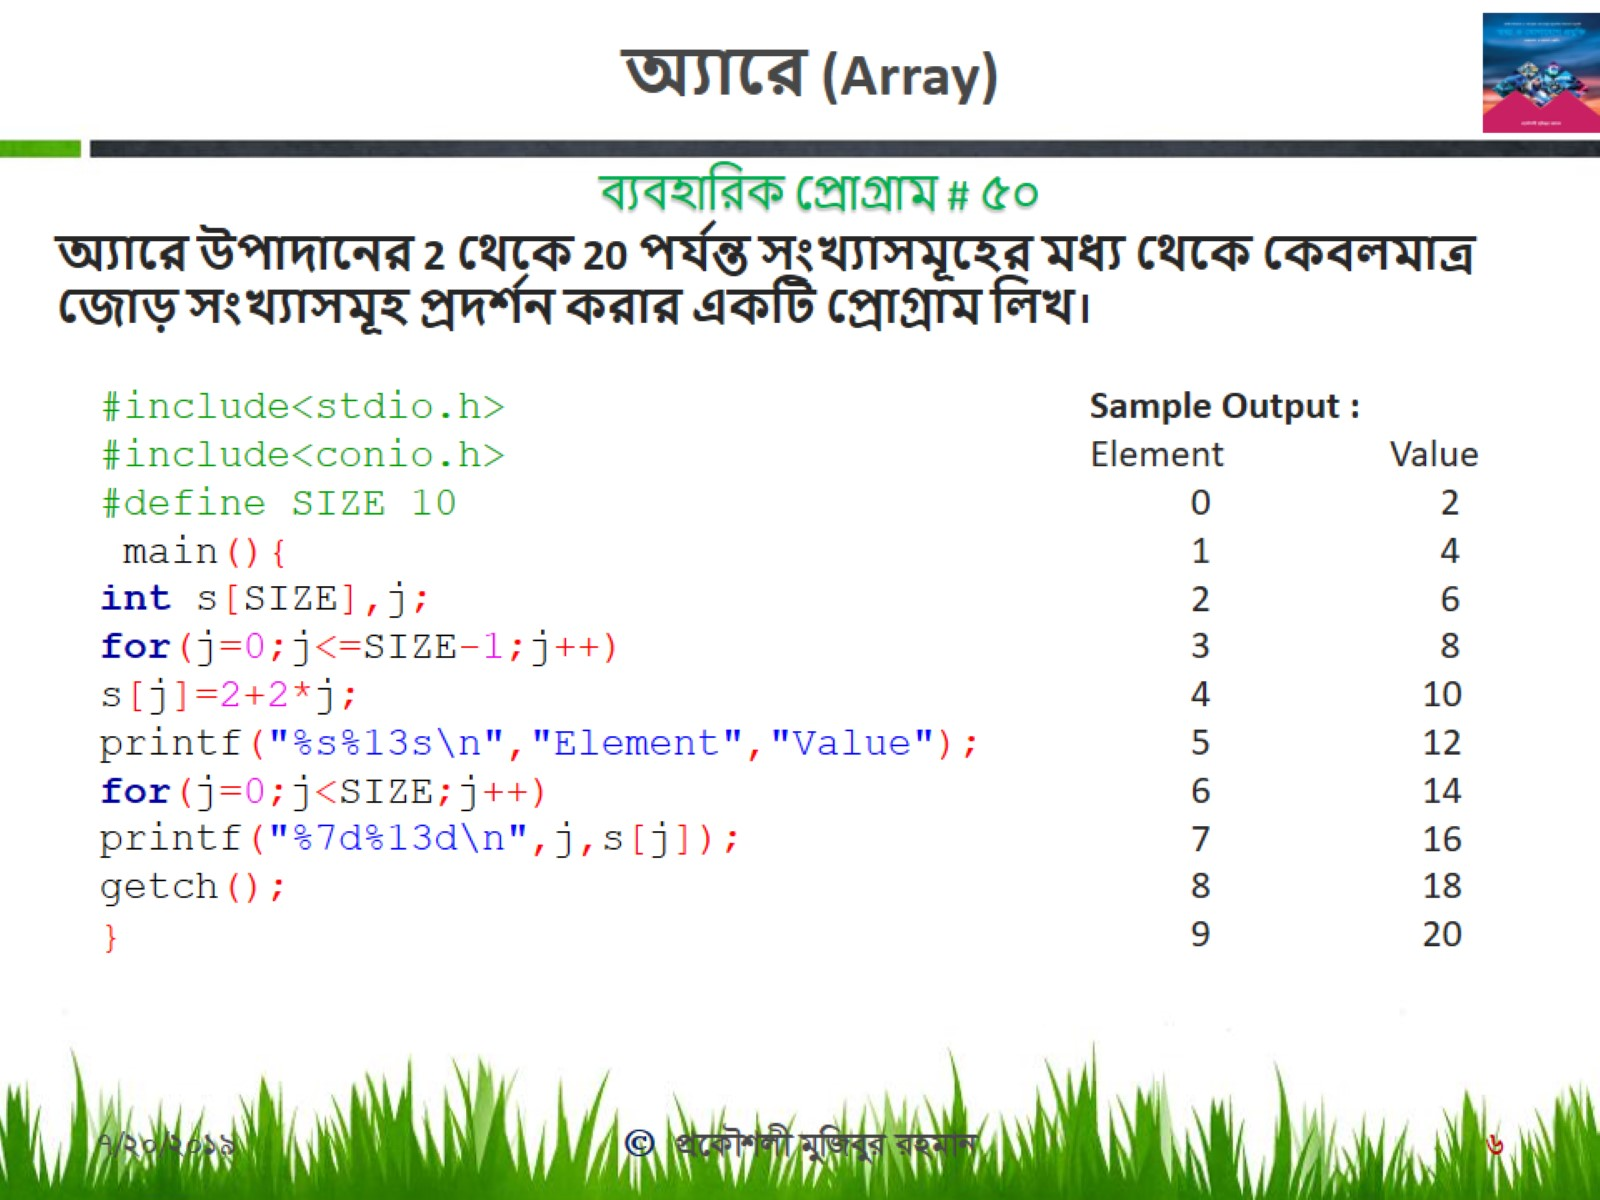 অ্যারে (Array)
ব্যবহারিক প্রোগ্রাম # ৫০
অ্যারে উপাদানের 2 থেকে 20 পর্যন্ত সংখ্যাসমূহের মধ্য থেকে কেবলমাত্র
জোড় সংখ্যাসমূহ প্রদর্শন করার একটি প্রোগ্রাম লিখ।
#include<stdio.h>
#include<conio.h>
#define SIZE 10
main(){
int s[SIZE],j;
for(j=0;j<=SIZE-1;j++)
s[j]=2+2*j;
printf("%s%13s\n","Element","Value");
for(j=0;j<SIZE;j++)
printf("%7d%13d\n",j,s[j]);
getch();
}
Sample Output :
Element Value
0 2
1 4
2 6
3 8
4 10
5 12
6 14
7 16
8 18
9 20
৭/২০/২০১৯
© প্রকৌশলী মুজিবুর রহমান
৬